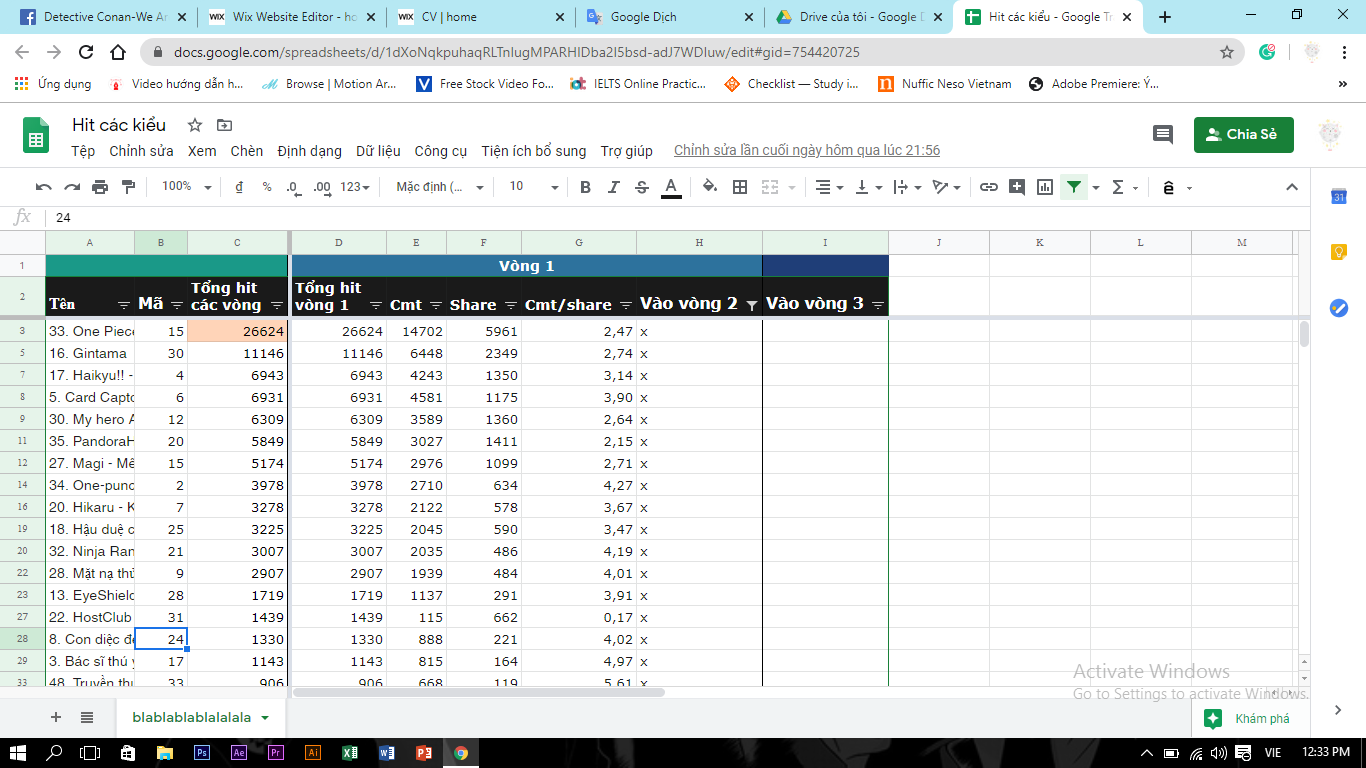 Detective Conan-We Ar
Wix Website Editor - ho
CV | home
Google Dịch
Drive của tôi - Google D
Hit các kiểu - Google Tr
docs.google.com/spreadsheets/d/1dXoNqkpuhaqRLTnlugMPARHIDba2I5bsd-adJ7WDIuw/edit#gid=754420725
Ứng dụng
Video hướng dẫn h...
Browse | Motion Ar...
Free Stock Video Fo...
IELTS Online Practic...
Checklist — Study i...
Nuffic Neso Vietnam
Adobe Premiere: Ý,...
Hit các kiểu
Chia Sẻ
Tệp Chỉnh sửa Xem Chèn Định dạng Dữ liệu Công cụ Tiện ích bổ sung Trợ giúp Chỉnh sửa lần cuối ngày hôm qua lúc 21:56
100% đ % .0 .00 123 Mặc định (... 10 B I S A Σ ê
fx 24
A B C D E F G H I J K L M
1 Vòng 1
2 Tên Mã Tổng hit các vòng Tổng hit vòng 1 Cmt Share Cmt/share Vào vòng 2 Vào vòng 3
3 33. One Piece 15 26624 26624 14702 5961 2,47 x
5 16. Gintama 30 11146 11146 6448 2349 2,74 x
7 17. Haikyu!! - 4 6943 6943 4243 1350 3,14 x
8 5. Card Capto 6 6931 6931 4581 1175 3,90 x
9 30. My hero A 12 6309 6309 3589 1360 2,64 x
11 35. PandoraH 20 5849 5849 3027 1411 2,15 x
12 27. Magi - Mê 15 5174 5174 2976 1099 2,71 x
14 34. One-punc 2 3978 3978 2710 634 4,27 x
16 20. Hikaru - K 7 3278 3278 2122 578 3,67 x
19 18. Hậu duệ c 25 3225 3225 2045 590 3,47 x
20 32. Ninja Ran 21 3007 3007 2035 486 4,19 x
22 28. Mặt nạ thủ 9 2907 2907 1939 484 4,01 x
23 13. EyeShield 28 1719 1719 1137 291 3,91 x
27 22. HostClub 31 1439 1439 115 662 0,17 x
28 8. Con diệc đe 24 1330 1330 888 221 4,02 x
29 3. Bác sĩ thú y 17 1143 1143 815 164 4,97 x
33 48. Truyền thu 33 906 906 668 119 5,61 x
Activate Windows
Go to Settings to activate Windows.
blablablablalalala
Khám phá
VIE 12:33 PM